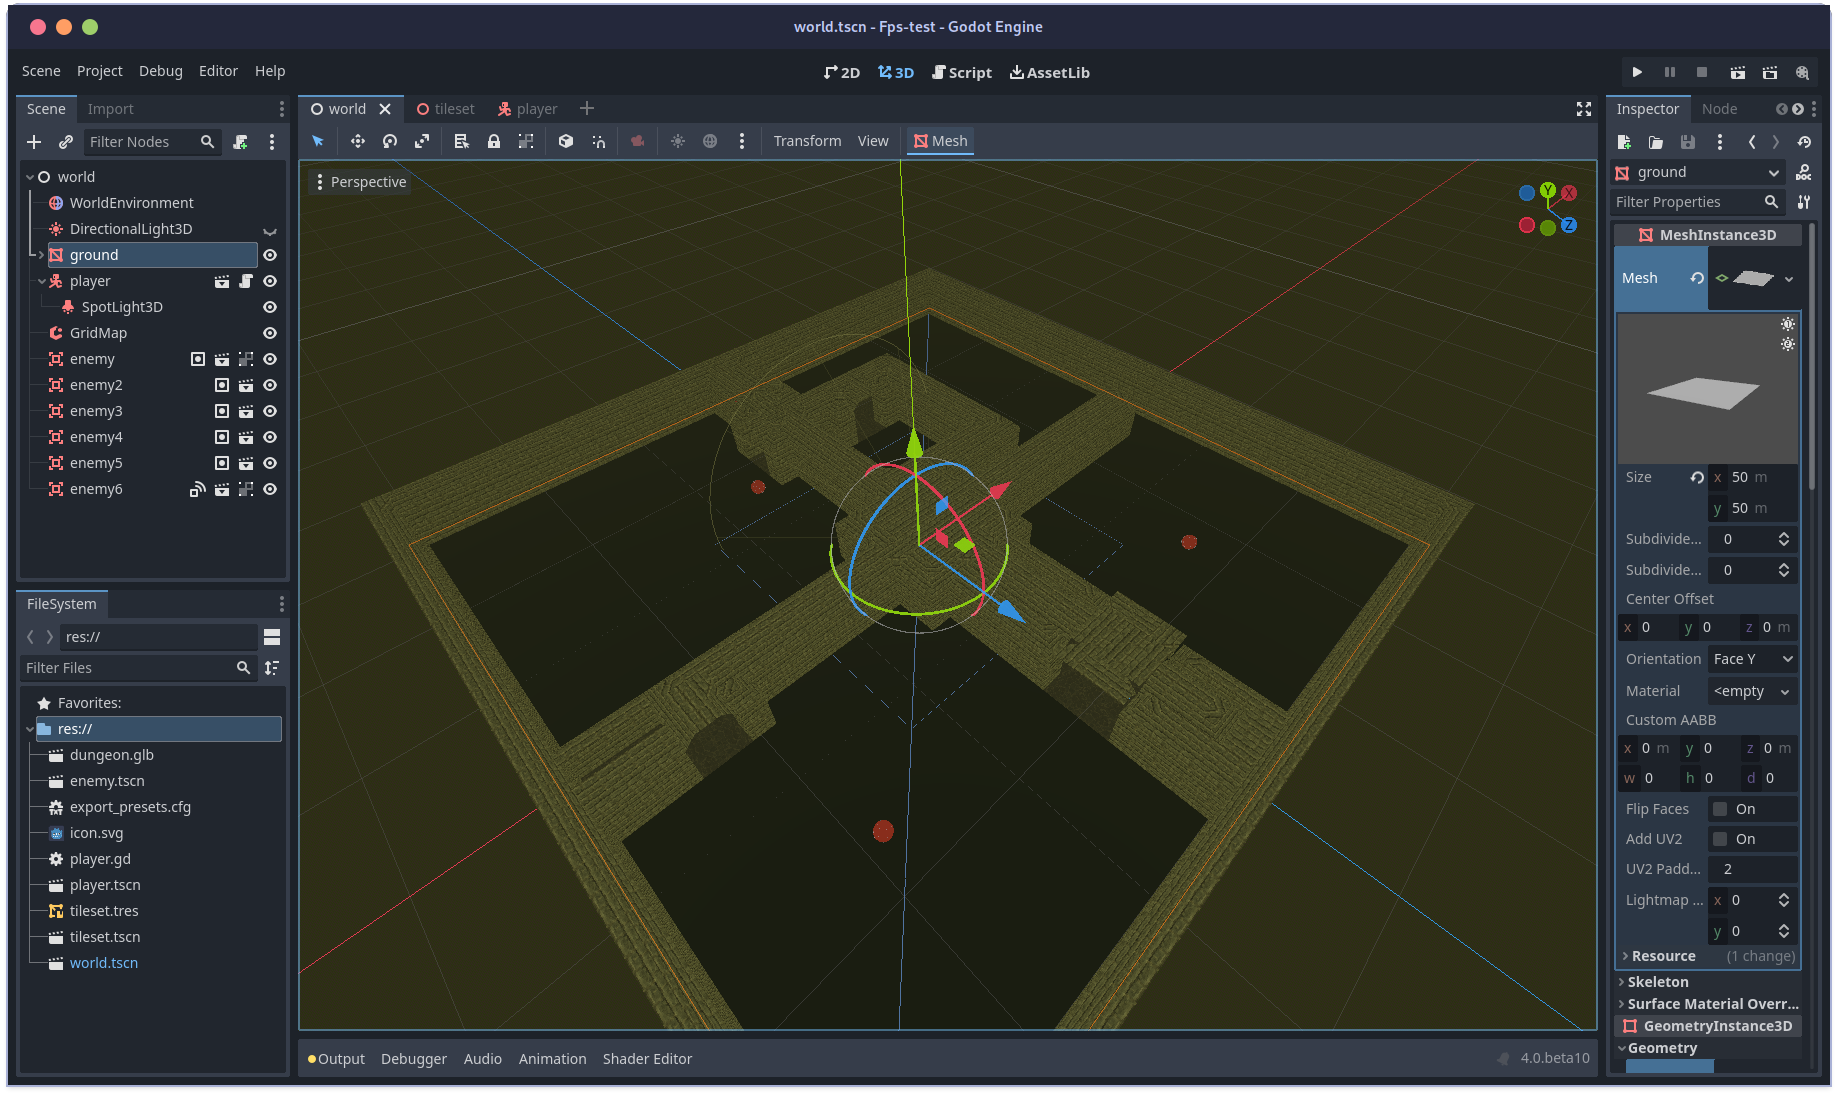 world.tscn - Fps-test - Godot Engine
Scene Project Debug Editor Help
2D 3D Script AssetLib
Scene Import
Filter Nodes
world
WorldEnvironment
DirectionalLight3D
ground
player
SpotLight3D
GridMap
enemy
enemy2
enemy3
enemy4
enemy5
enemy6
FileSystem
res://
Filter Files
Favorites:
res://
dungeon.glb
enemy.tscn
export_presets.cfg
icon.svg
player.gd
player.tscn
tileset.tres
tileset.tscn
world.tscn
world tileset player
Transform View Mesh
Perspective
Y X Z
Output Debugger Audio Animation Shader Editor
4.0.beta10
Inspector Node
ground
Filter Properties
MeshInstance3D
Mesh
Size x 50 m
y 50 m
Subdivide... 0
Subdivide... 0
Center Offset
x 0 y 0 z 0 m
Orientation Face Y
Material <empty
Custom AABB
x 0 m y 0 z 0 m
w 0 h 0 d 0
Flip Faces On
Add UV2 On
UV2 Padd... 2
Lightmap ... x 0
y 0
Resource (1 change)
Skeleton
Surface Material Overr...
GeometryInstance3D
Geometry